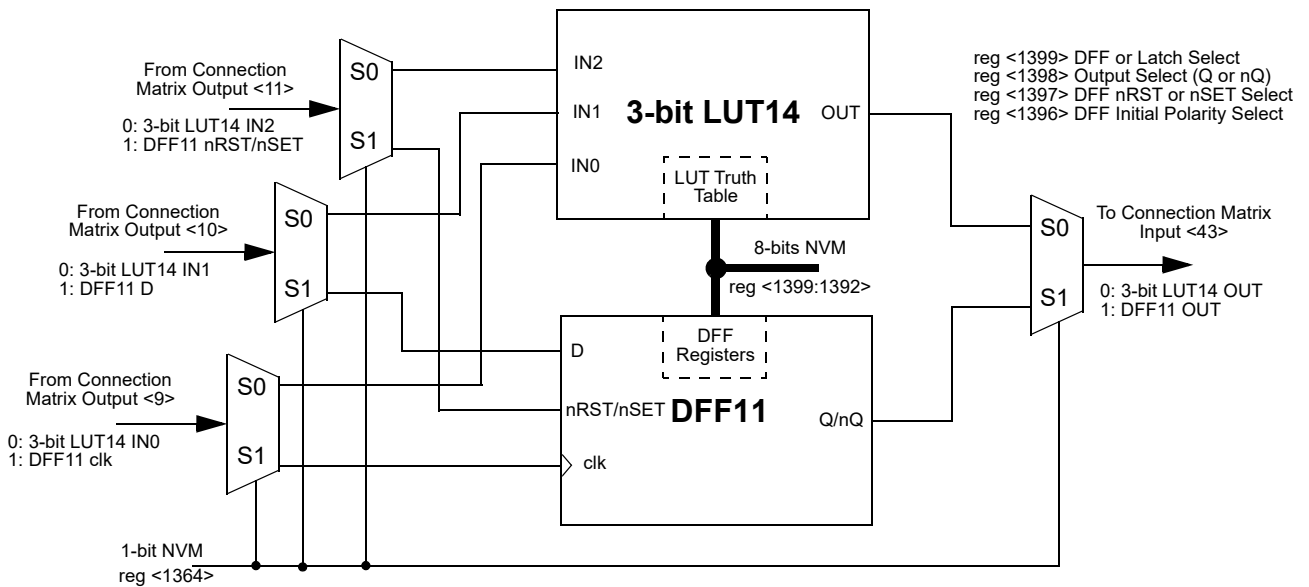 From Connection
Matrix Output <11>
0: 3-bit LUT14 IN2
1: DFF11 nRST/nSET
S0
S1
From Connection
Matrix Output <10>
0: 3-bit LUT14 IN1
1: DFF11 D
S0
S1
From Connection
Matrix Output <9>
0: 3-bit LUT14 IN0
1: DFF11 clk
S0
S1
1-bit NVM
reg <1364>
IN2
IN1
IN0
3-bit LUT14
OUT
LUT Truth
Table
8-bits NVM
reg <1399:1392>
DFF
Registers
D
nRST/nSET
DFF11
clk
Q/nQ
reg <1399> DFF or Latch Select
reg <1398> Output Select (Q or nQ)
reg <1397> DFF nRST or nSET Select
reg <1396> DFF Initial Polarity Select
S0
S1
To Connection Matrix
Input <43>
0: 3-bit LUT14 OUT
1: DFF11 OUT